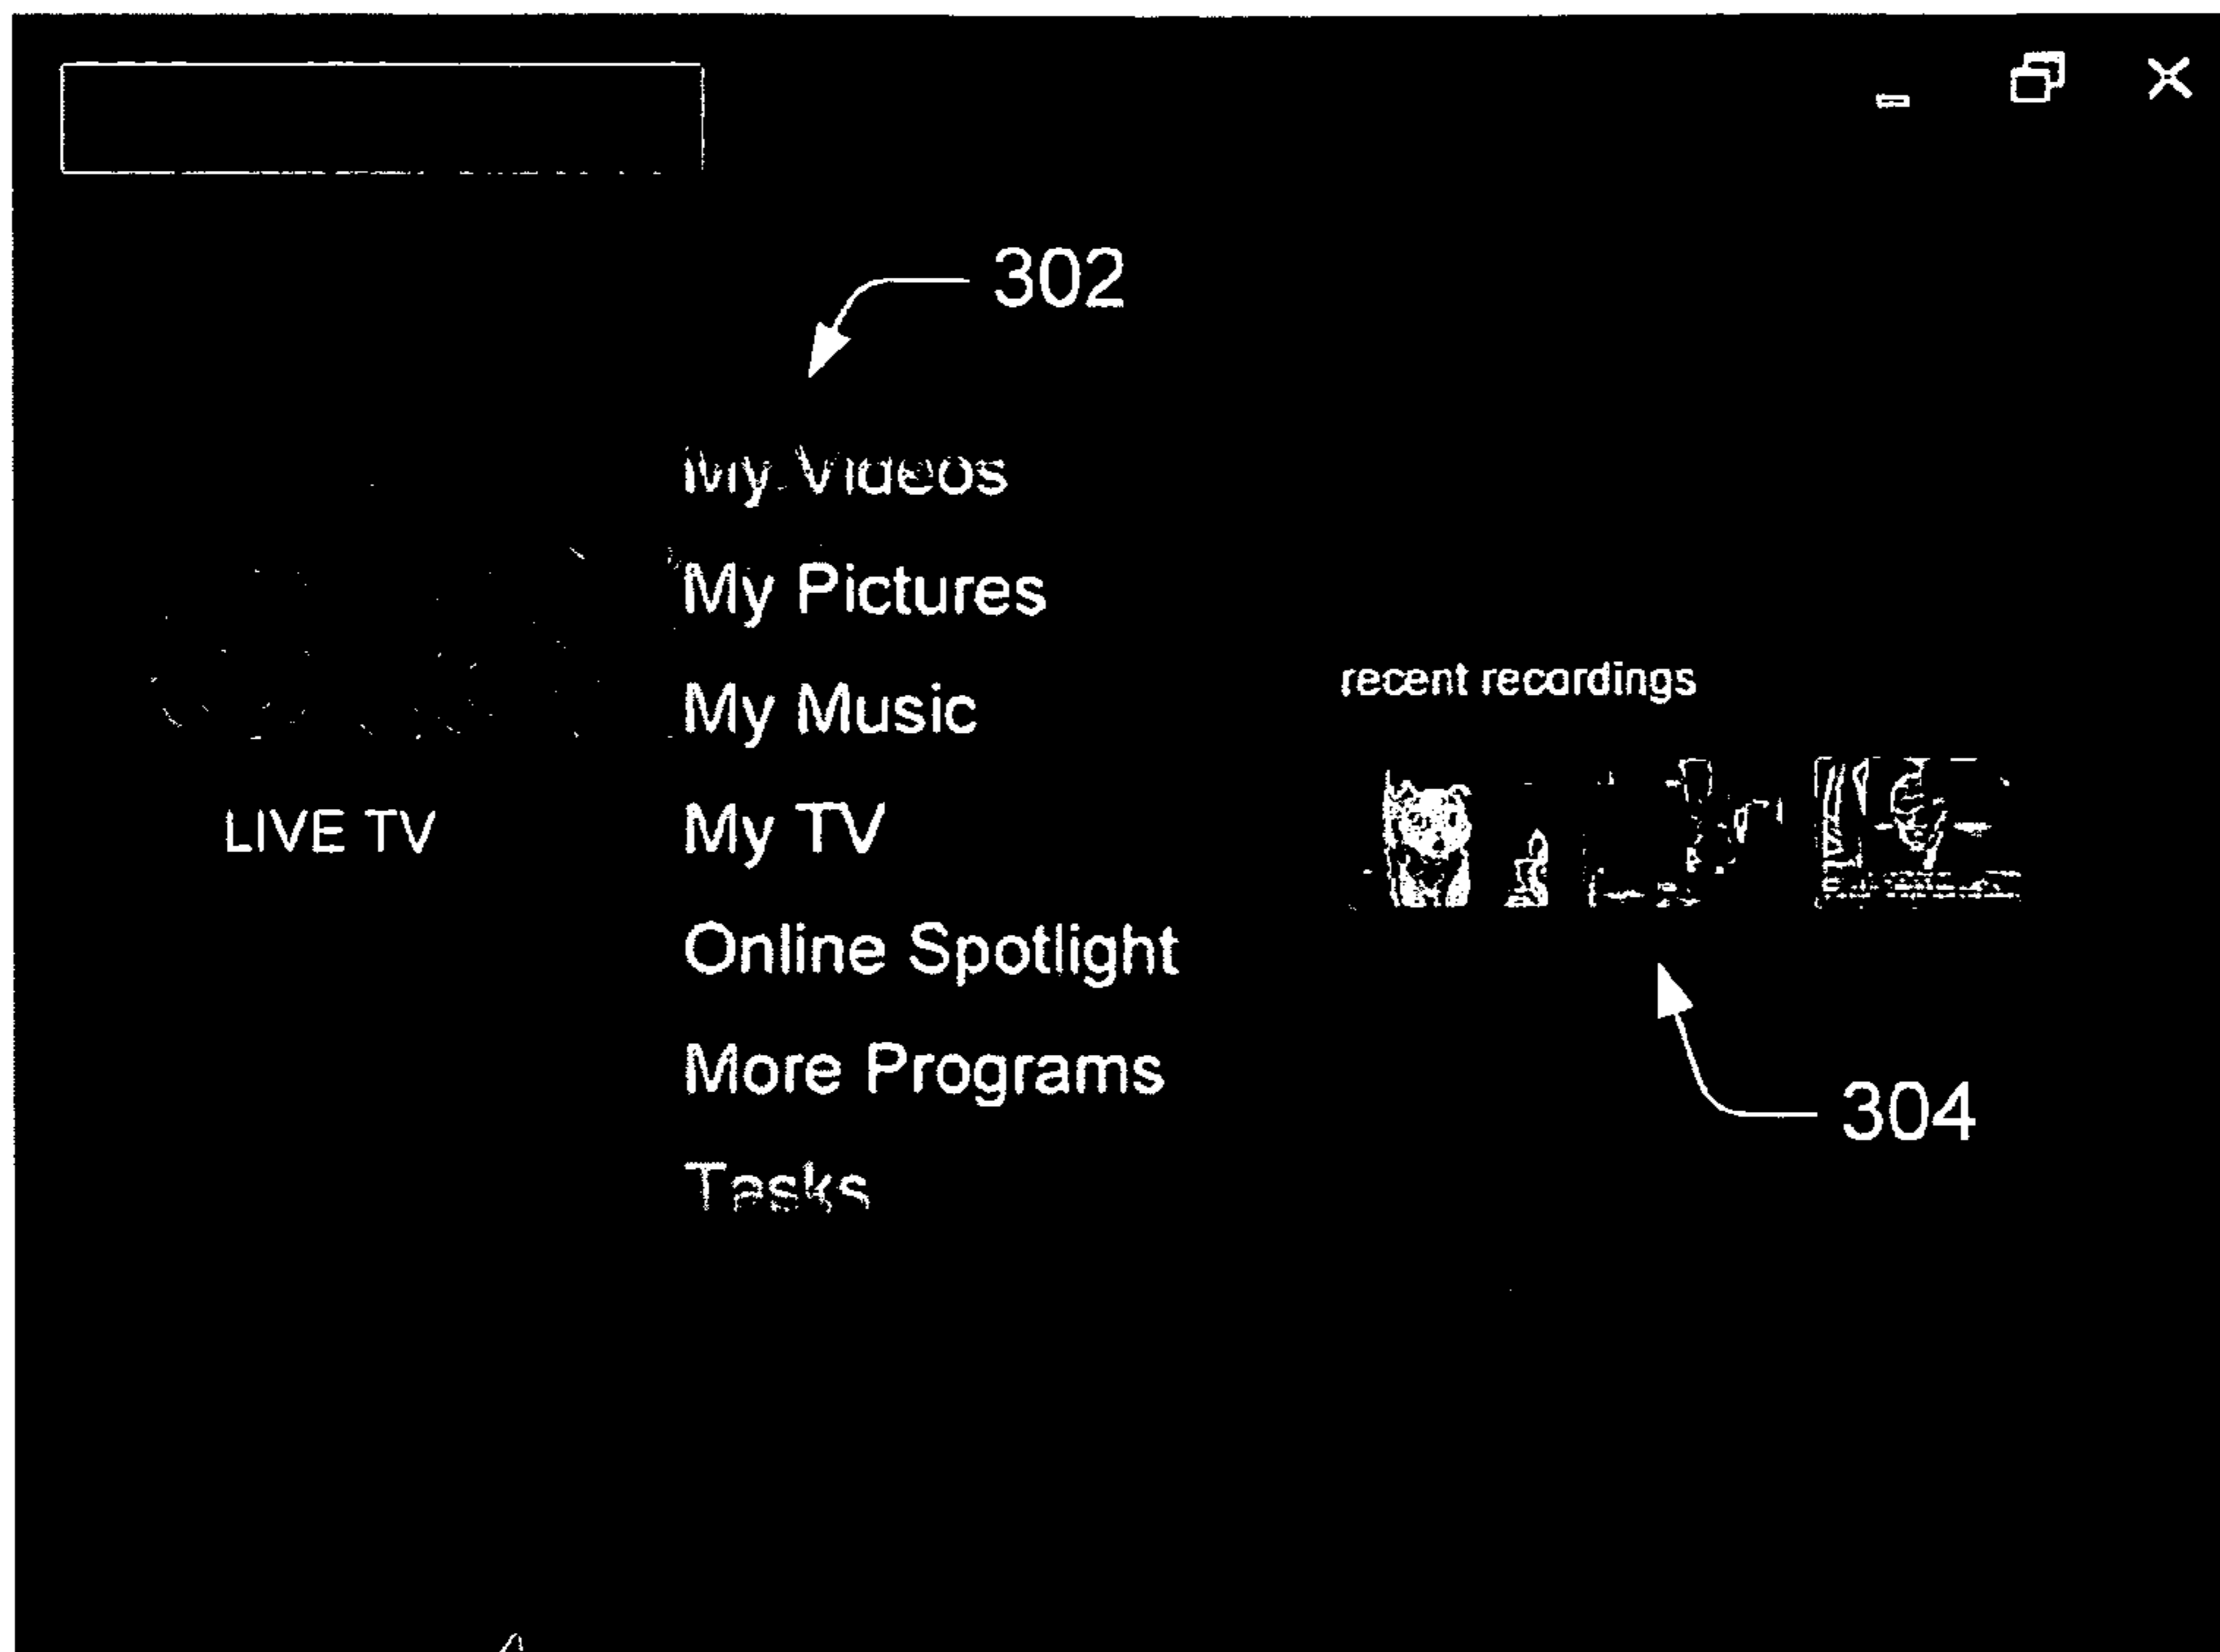 302
My Videos
My Pictures
My Music
recent recordings
LIVE TV
My TV
Online Spotlight
More Programs
304
Tasks